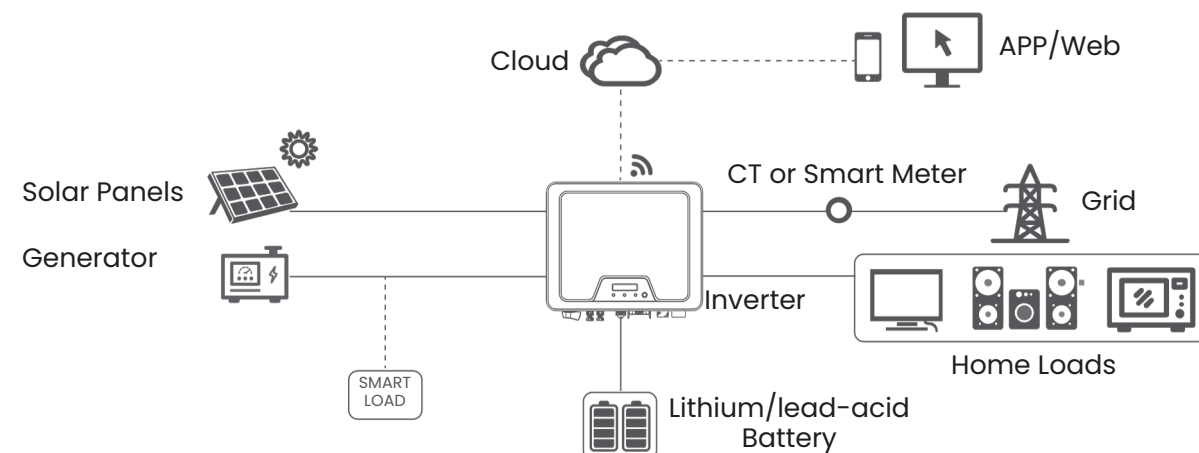 Cloud
APP/Web
Solar Panels
CT or Smart Meter
Grid
Generator
Inverter
Home Loads
SMART
LOAD
Lithium/lead-acid
Battery